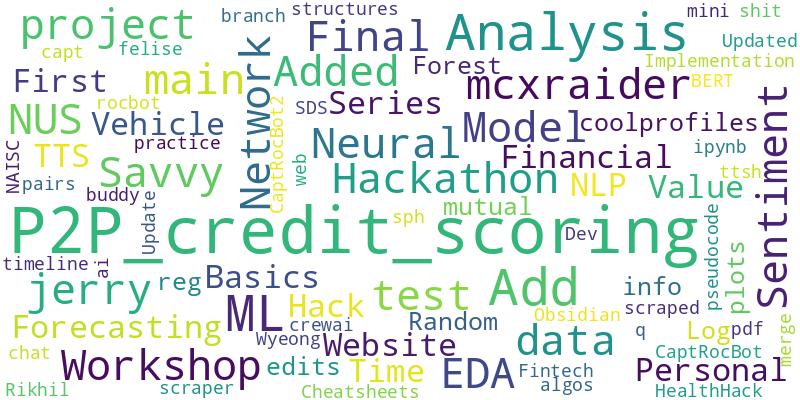 branch structures mini shit
project Final Analysis Updated
capt felise Network Implementation
First main Added Forest mcxraider BERT
NUS rocbot SDS Series
Vehicle Model coolprofiles
NAISC TTS practice CaptRocBot2 web Neural Financial ipynb Sentiment
pairs Savvy Hackathon NLP Value ttsh
buddy Update mutual
P2P_credit_scoring sph Dev pseudocode
timeline ai
jerry reg Basics test Add info plots
ML Hack scraped
Forecasting crewai Random Obsidian q Log pdf merge
chat Wyeong Website data CaptRocBot
Workshop edits Time EDA Fintech Personal
Rikhil scraper Cheatsheets algos HealthHack